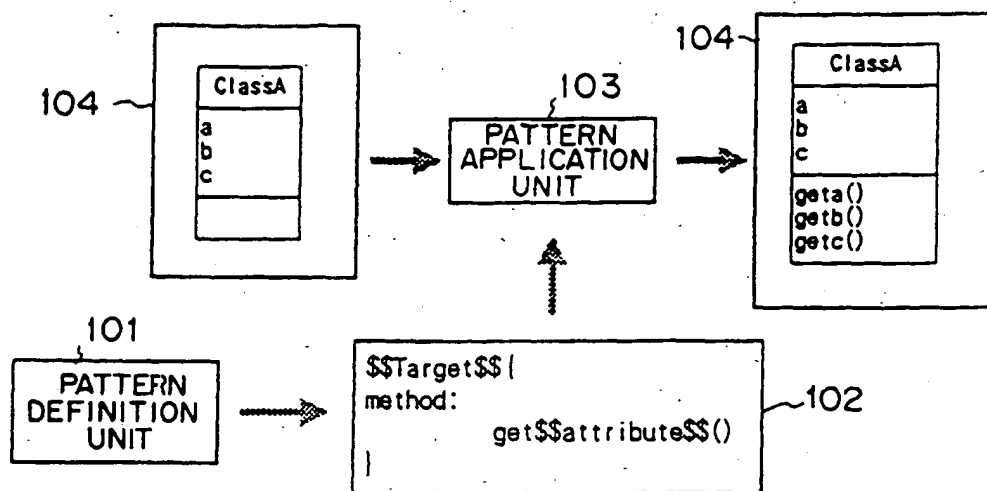 104
ClassA
a
b
c
103
PATTERN
APPLICATION
UNIT
104
ClassA
a
b
c
geta()
getb()
getc()
101
PATTERN
DEFINITION
UNIT
$$Target$${
method:
get$$attribute$$()
}
102